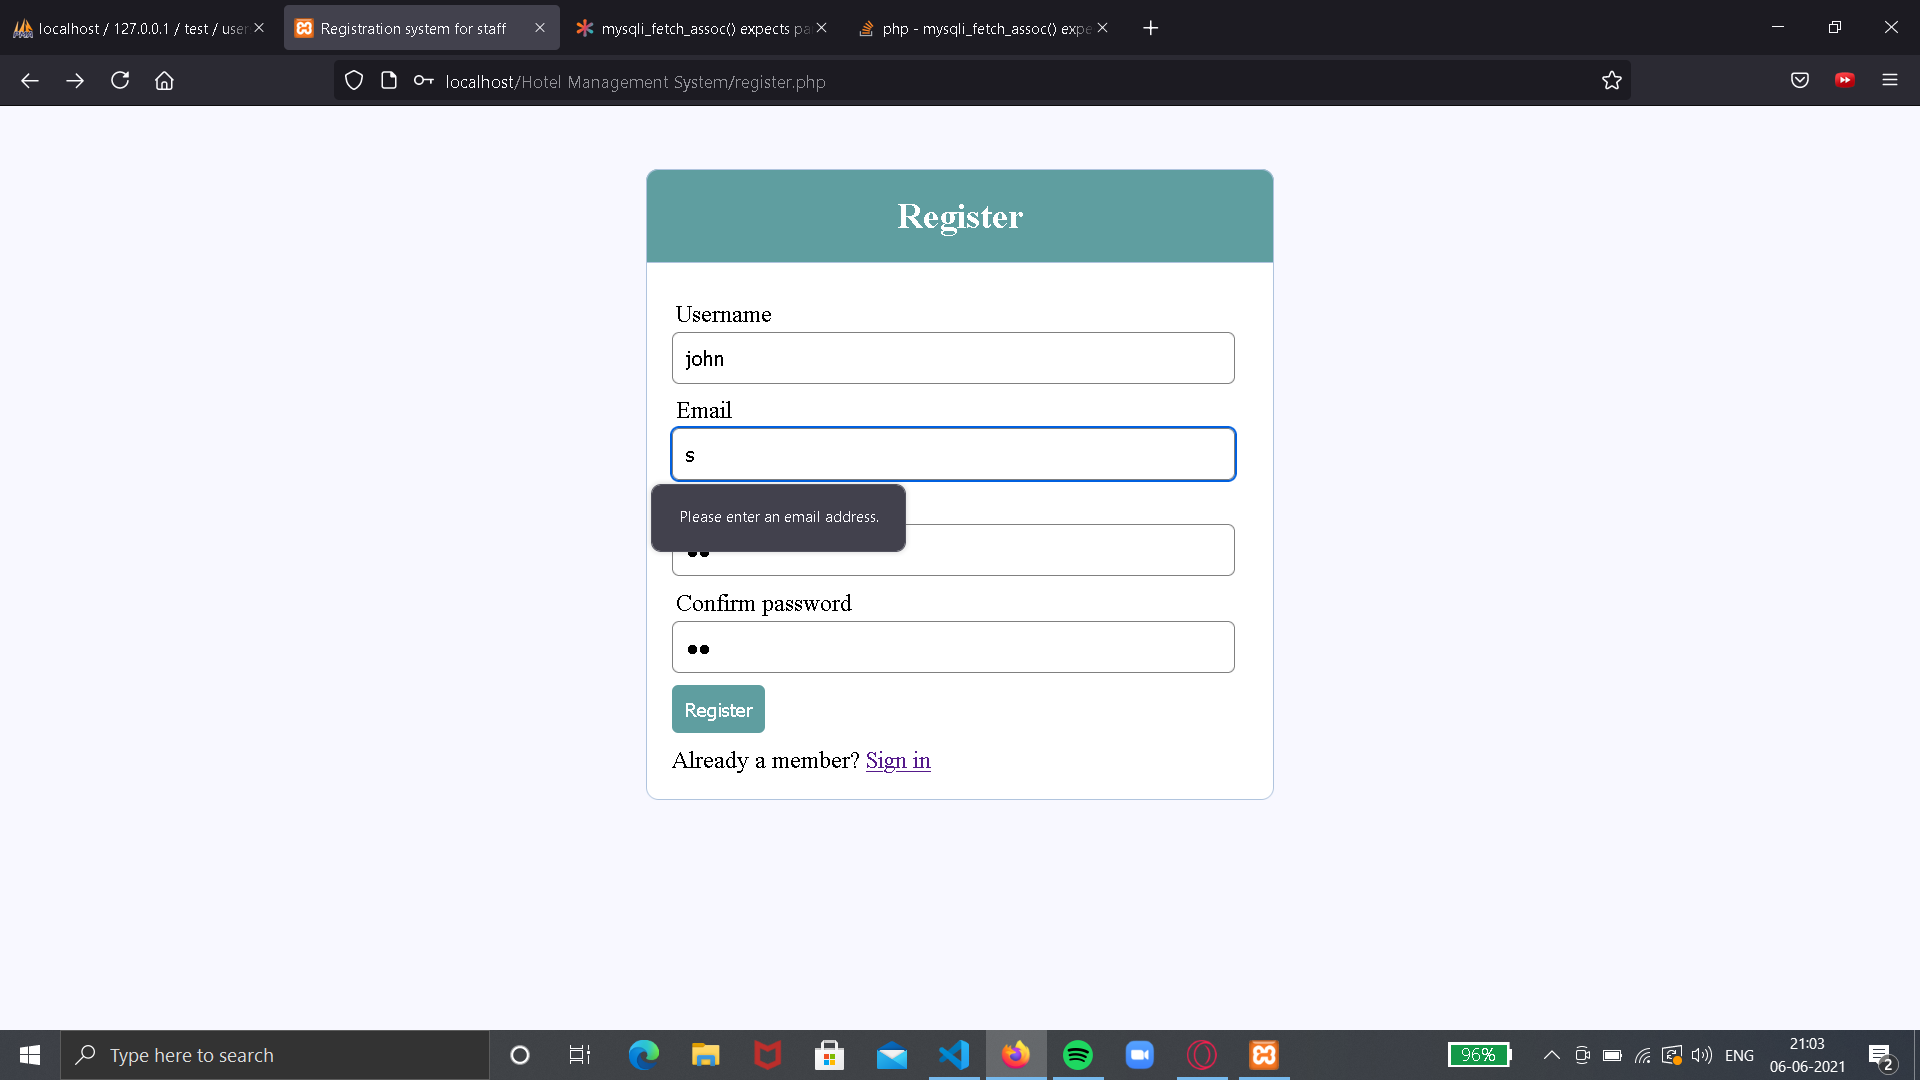 localhost / 127.0.0.1 / test / user
Registration system for staff
mysqli_fetch_assoc() expects pa
php - mysqli_fetch_assoc() expe
localhost/Hotel Management System/register.php
Register
Username
john
Email
s
Please enter an email address.
Confirm password
Register
Already a member? Sign in
Type here to search
96%
ENG
21:03
06-06-2021
2